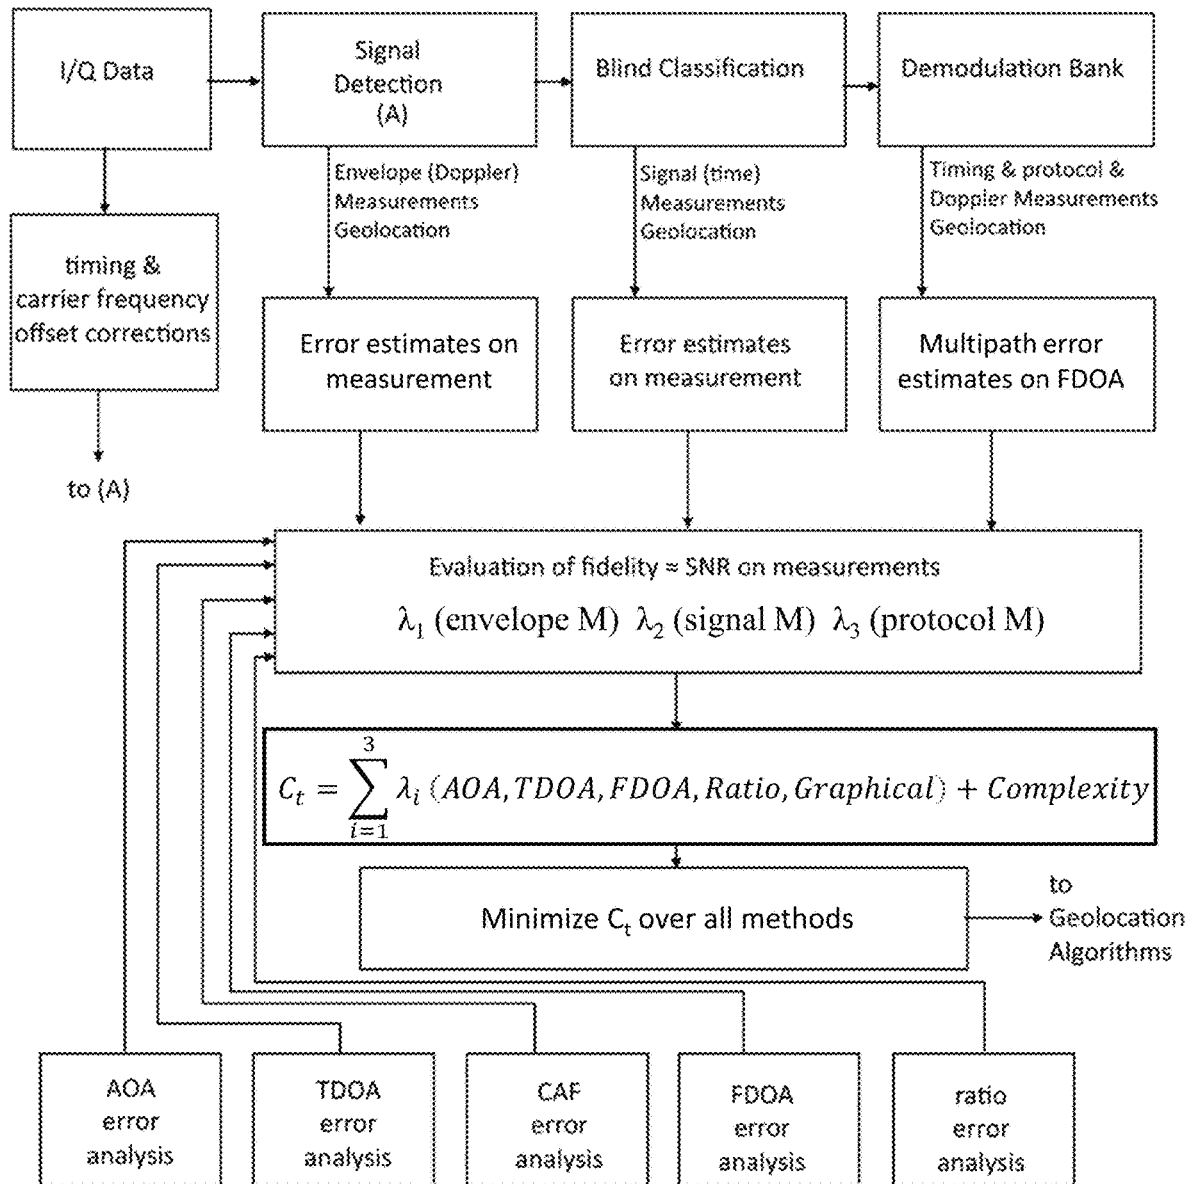 I/Q Data
Signal
Detection
(A)
Blind Classification
Demodulation Bank
Envelope (Doppler)
Measurements
Geolocation
Signal (time)
Measurements
Geolocation
Timing & protocol &
Doppler Measurements
Geolocation
timing &
carrier frequency
offset corrections
to (A)
Error estimates on
measurement
Error estimates
on measurement
Multipath error
estimates on FDOA
Evaluation of fidelity = SNR on measurements
λ₁ (envelope M) λ₂ (signal M) λ₃ (protocol M)
C_t = ∑_{i=1}^{3} λ_i (AOA, TDOA, FDOA, Ratio, Graphical) + Complexity
Minimize C_t over all methods
to
Geolocation
Algorithms
AOA
error
analysis
TDOA
error
analysis
CAF
error
analysis
FDOA
error
analysis
ratio
error
analysis